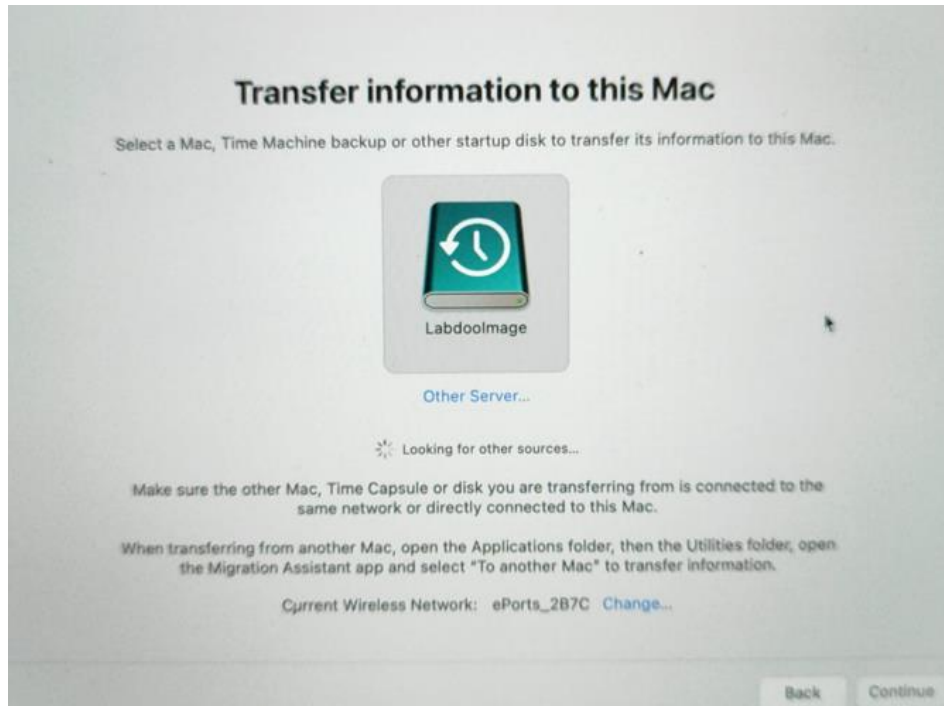 Transfer information to this Mac
Select a Mac, Time Machine backup or other startup disk to transfer its information to this Mac.
LabdooImage
Other Server...
Looking for other sources...
Make sure the other Mac, Time Capsule or disk you are transferring from is connected to the
same network or directly connected to this Mac.
When transferring from another Mac, open the Applications folder, then the Utilities folder, open
the Migration Assistant app and select "To another Mac" to transfer information.
Current Wireless Network: ePorts_2B7C Change...
Back Continue